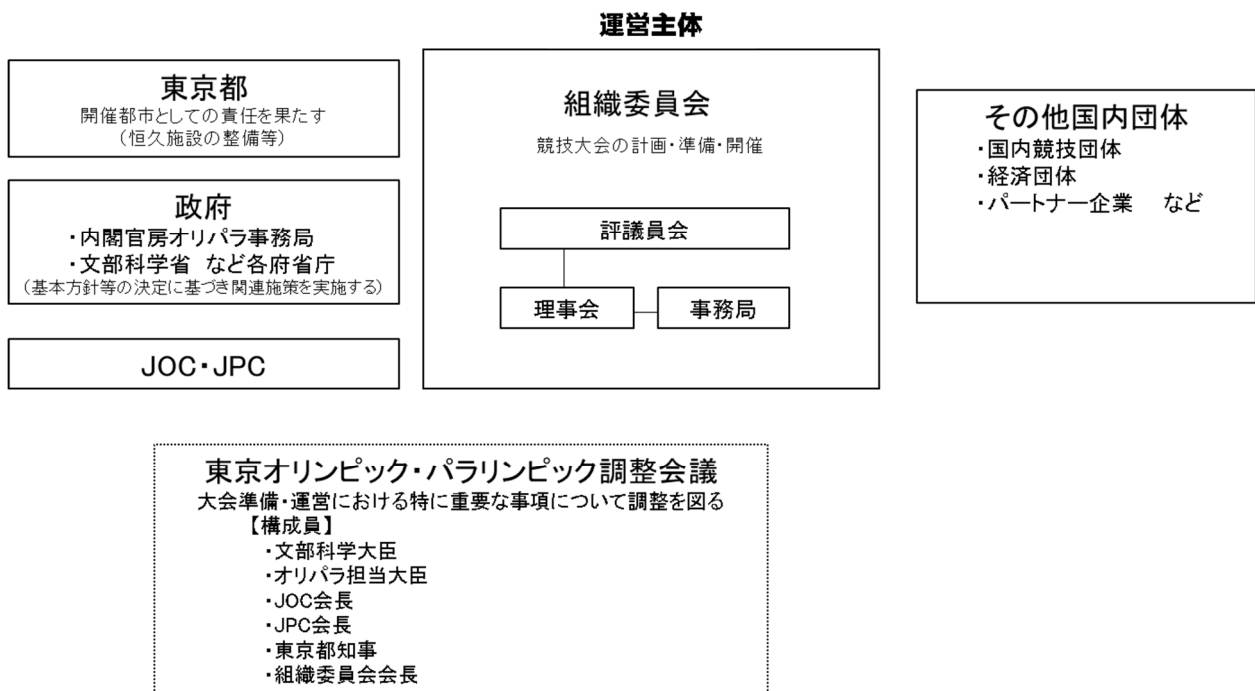 運営主体
東京都
開催都市としての責任を果たす
(恒久施設の整備等)
政府
・内閣官房オリパラ事務局
・文部科学省 など各府省庁
(基本方針等の決定に基づき関連施策を実施する)
JOC・JPC
組織委員会
競技大会の計画・準備・開催
評議員会
理事会
事務局
その他国内団体
・国内競技団体
・経済団体
・パートナー企業 など
東京オリンピック・パラリンピック調整会議
大会準備・運営における特に重要な事項について調整を図る
【構成員】
・文部科学大臣
・オリパラ担当大臣
・JOC会長
・JPC会長
・東京都知事
・組織委員会会長